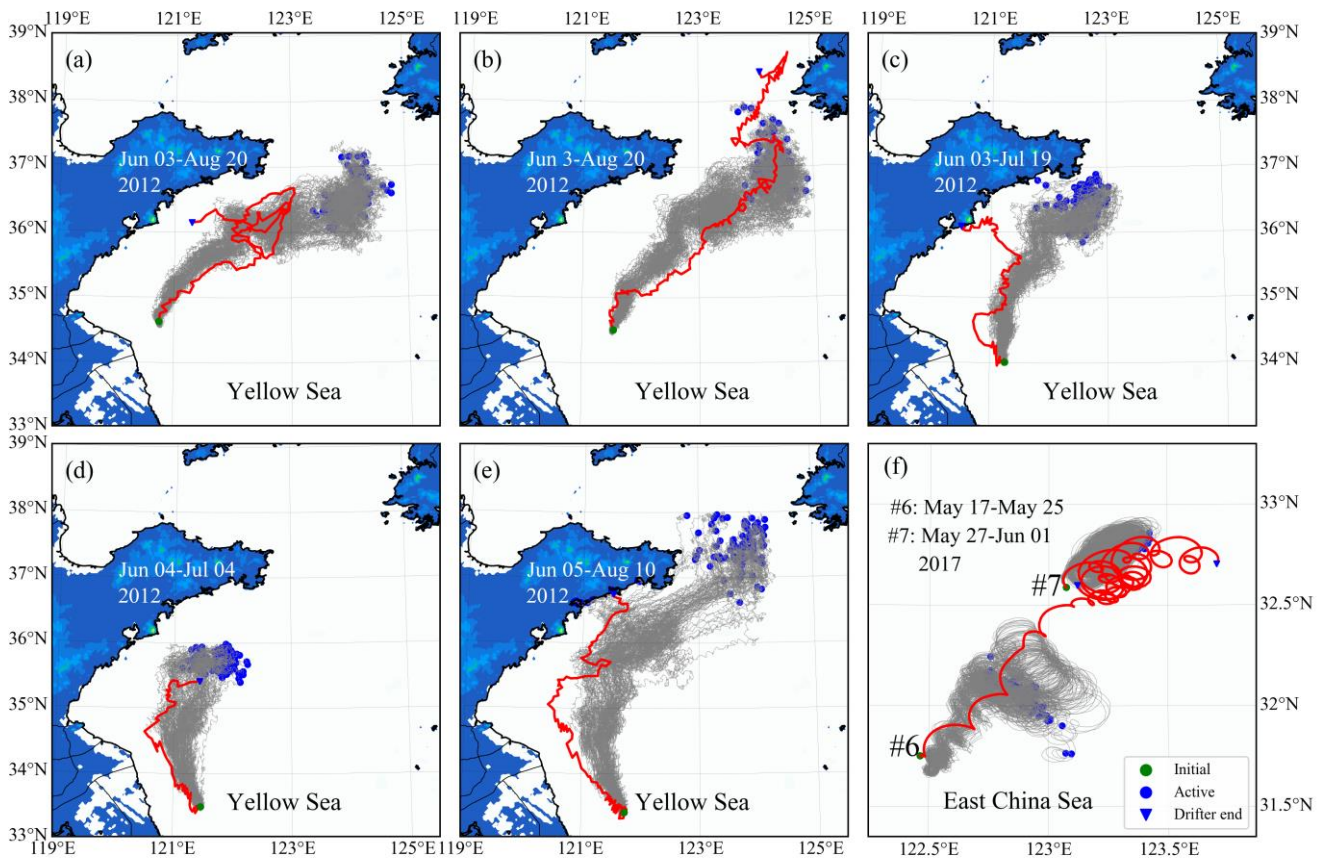 119°E 121°E 123°E 125°E 119°E 121°E 123°E 125°E
39°N (a) (b) (c) 39°N
38°N 38°N
37°N Jun 03-Aug 20 Jun 3-Aug 20 Jun 03-Jul 19 37°N
2012 2012 2012
36°N 36°N
35°N 35°N
34°N 34°N
Yellow Sea Yellow Sea Yellow Sea
33°N 33°N
39°N (d) (e) (f)
38°N #6: May 17-May 25 33°N
#7: May 27-Jun 01
37°N Jun 04-Jul 04 Jun 05-Aug 10 2017
2012 2012 #7 32.5°N
36°N
35°N 32°N
34°N #6
Initial
Yellow Sea Yellow Sea East China Sea Active
Drifter end 31.5°N
33°N
119°E 121°E 123°E 125°E 119°E 121°E 123°E 125°E 122.5°E 123°E 123.5°E